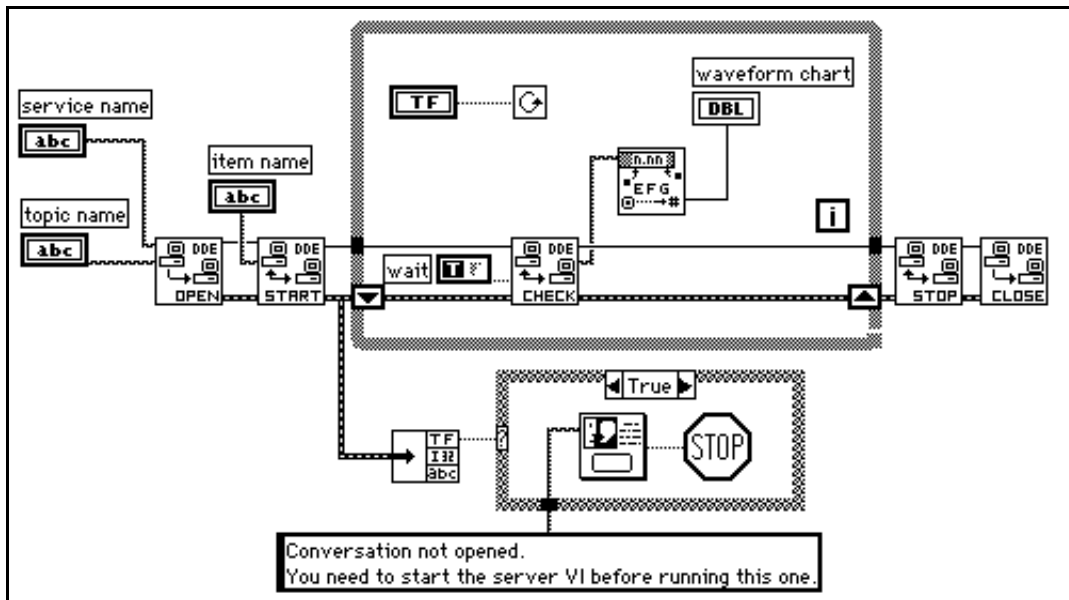 service name
abc
topic name
abc
item name
abc
DDE
OPEN
DDE
START
TF
waveform chart
DBL
n.nn
EFG
#
i
wait
T
DDE
CHECK
DDE
STOP
DDE
CLOSE
TF
I32
abc
?
True
STOP
Conversation not opened.
You need to start the server VI before running this one.